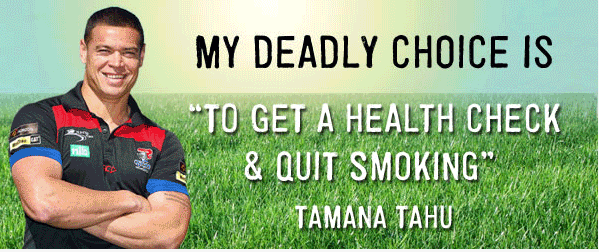 MY DEADLY CHOICE IS
“TO GET A HEALTH CHECK
& QUIT SMOKING”
TAMANA TAHU